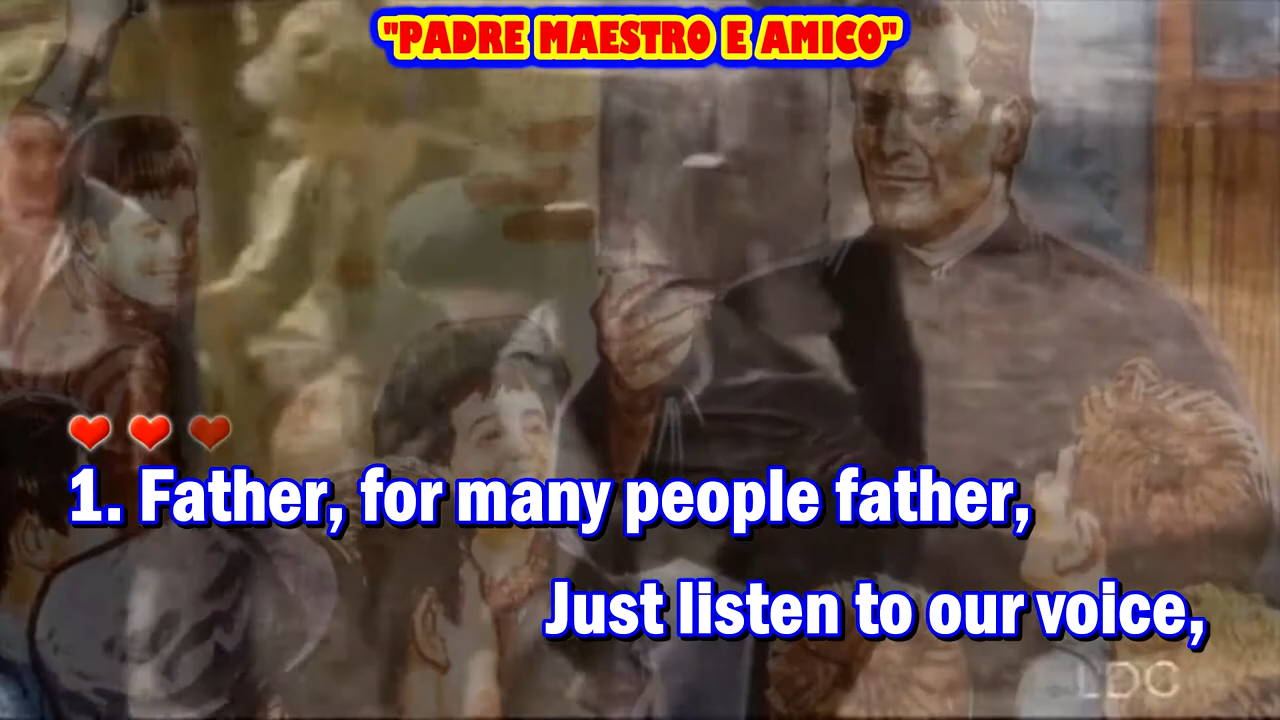 "PADRE MAESTRO E AMICO"
1. Father, for many people father,
Just listen to our voice,
LDC